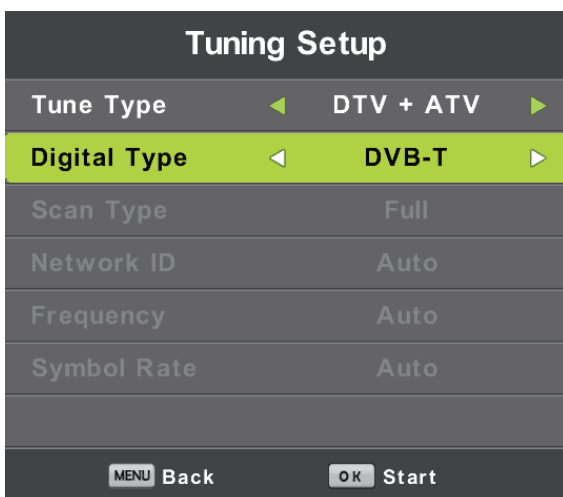 Tuning Setup
Tune Type DTV + ATV
Digital Type DVB-T
Scan Type Full
Network ID Auto
Frequency Auto
Symbol Rate Auto
MENU Back OK Start